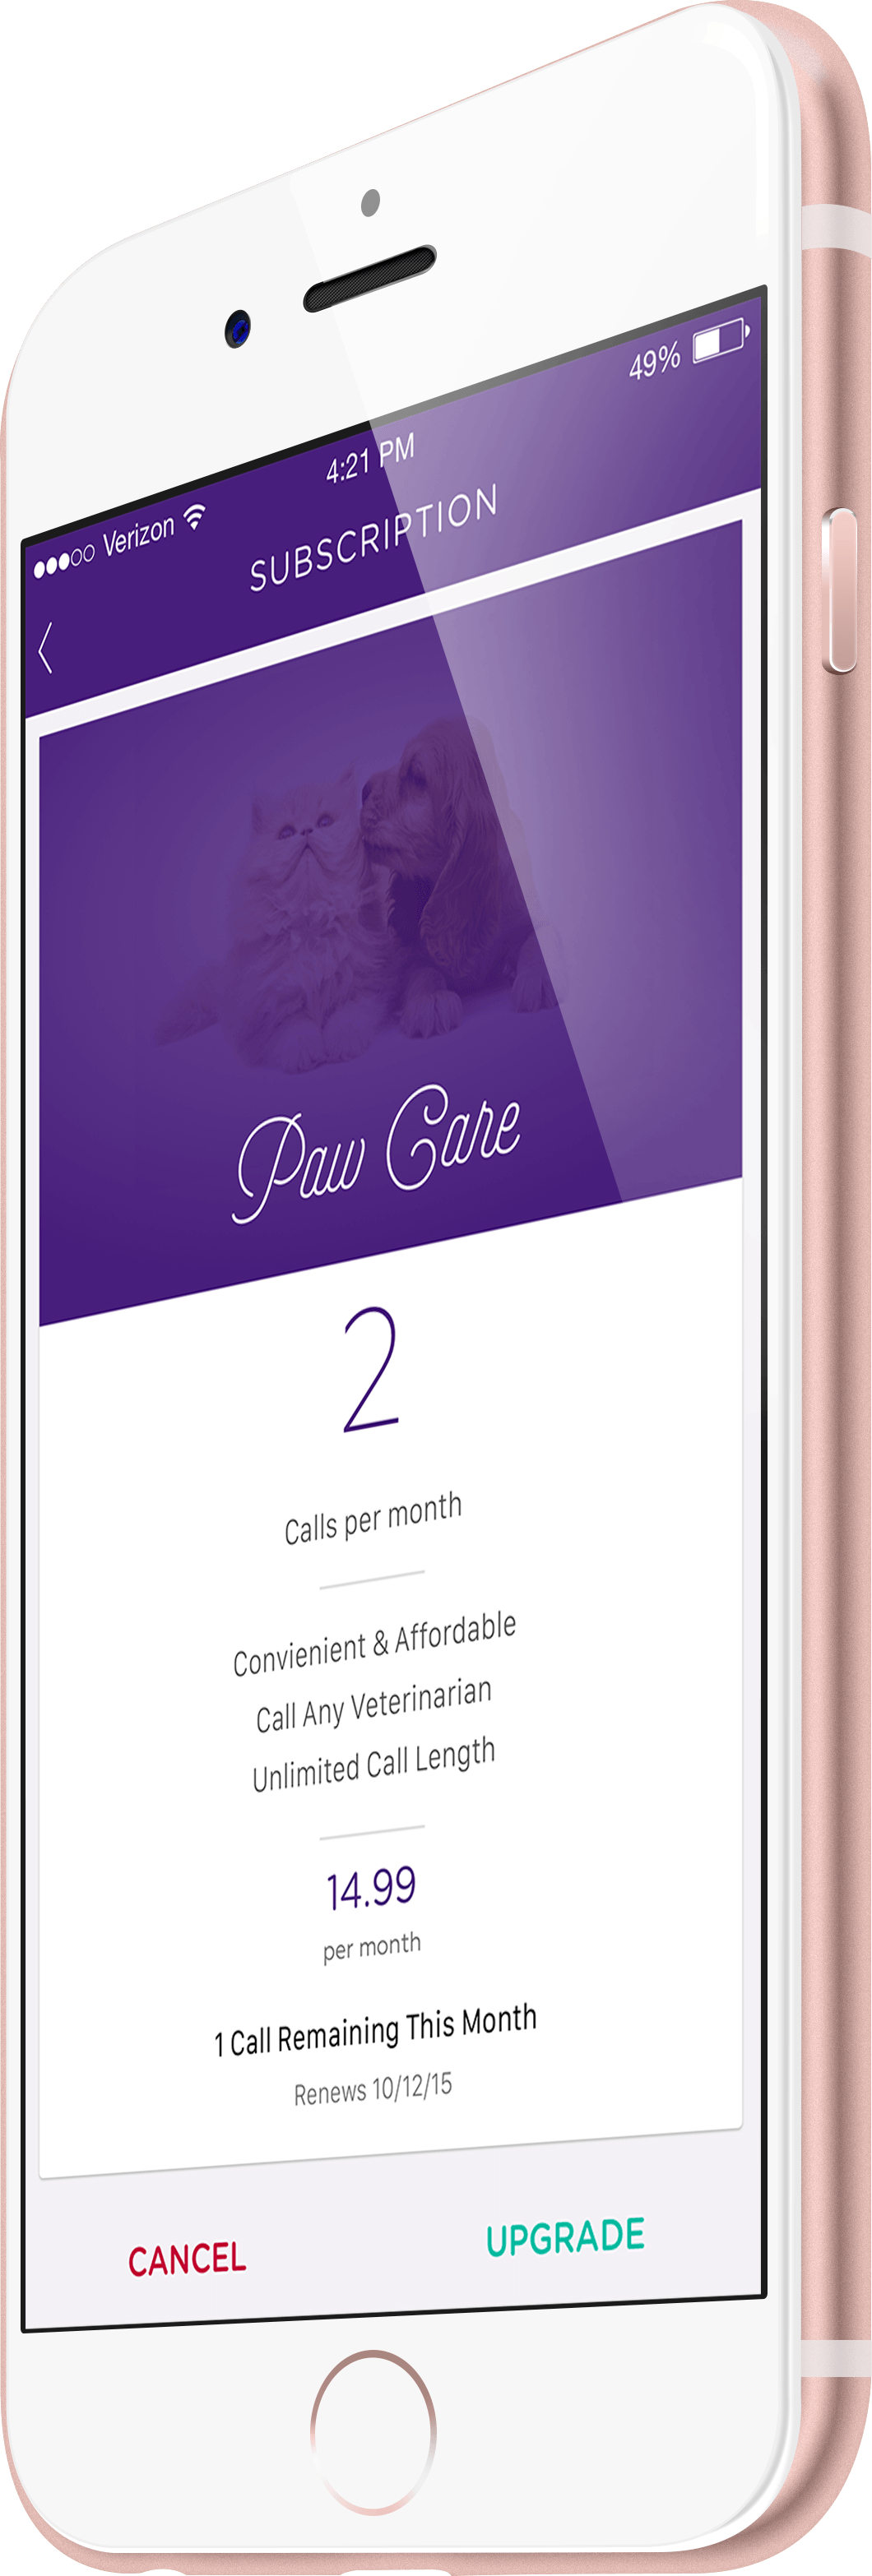 Verizon 4:21 PM 49%
SUBSCRIPTION
Paw Care
2
Calls per month
Convienient & Affordable
Call Any Veterinarian
Unlimited Call Length
14.99
per month
1 Call Remaining This Month
Renews 10/12/15
CANCEL UPGRADE